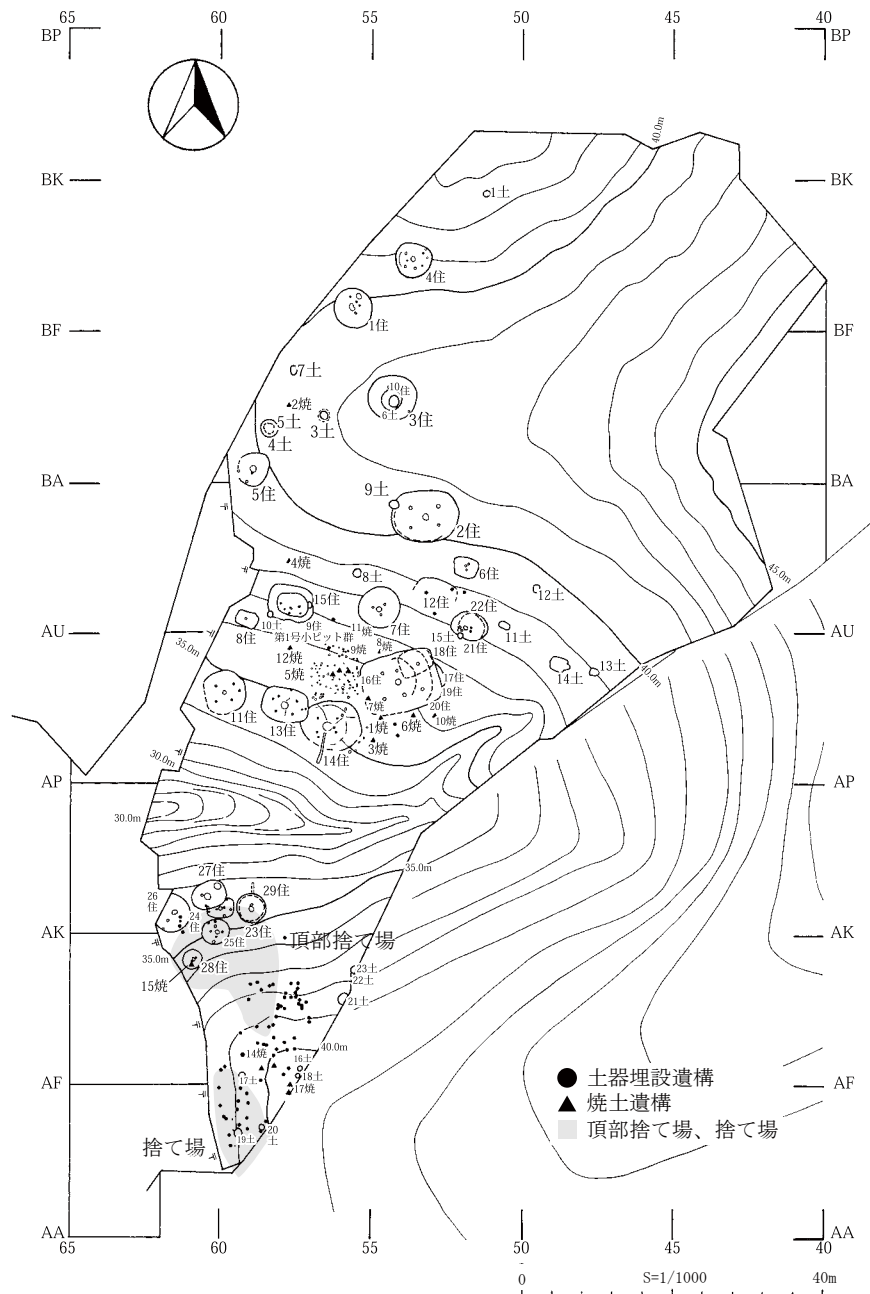 65 60 55 50 45 40
BP BP
40.0m
BK BK
1土
4住
1住
BF BF
7土
10住
2焼
6土
3住
5土
3土
4土
BA BA
5住
9土
2住
4焼
8土
6住
45.0m
12土
15住
12住
22住
10土
9住
11焼
7住
11土
AU AU
8住
第1号小ピット群
15土
21住
8焼
35.0m
12焼
9焼
18住
13土
5焼
16住
17住
14土
40.0m
19住
7焼
20住
11住
13住
1焼
6焼
10焼
3焼
14住
30.0m
AP AP
30.0m
35.0m
27住
29住
26住
24住
23住
AK AK
25住
頂部捨て場
35.0m
28住
23土
22土
15焼
21土
40.0m
14焼
16土
AF AF
17土
18土
17焼
● 土器埋設遺構
▲ 焼土遺構
頂部捨て場、捨て場
20土
19土
捨て場
AA AA
65 60 55 50 45 40
0 S=1/1000 40m